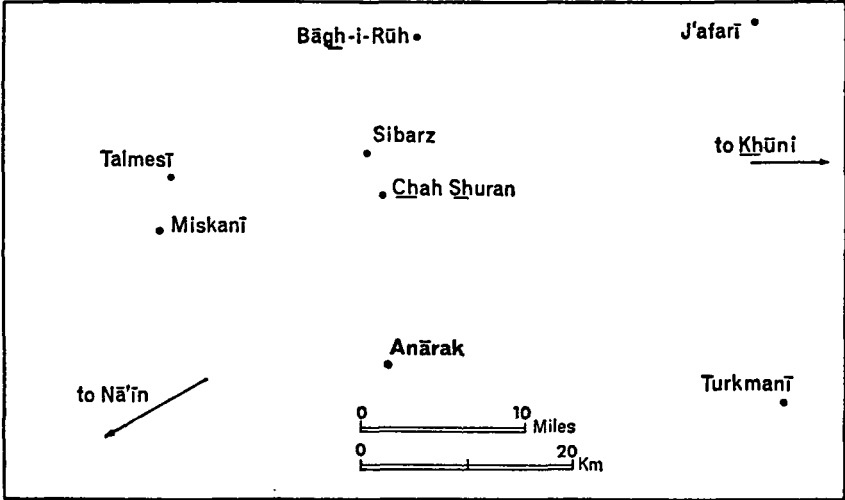 Bāgh-i-Rūh
J'afarī
Sibarz
to Khūni
Talmesī
Chah Shuran
Miskanī
Anārak
to Nā'īn
Turkmanī
0 10
Miles
0 20
Km